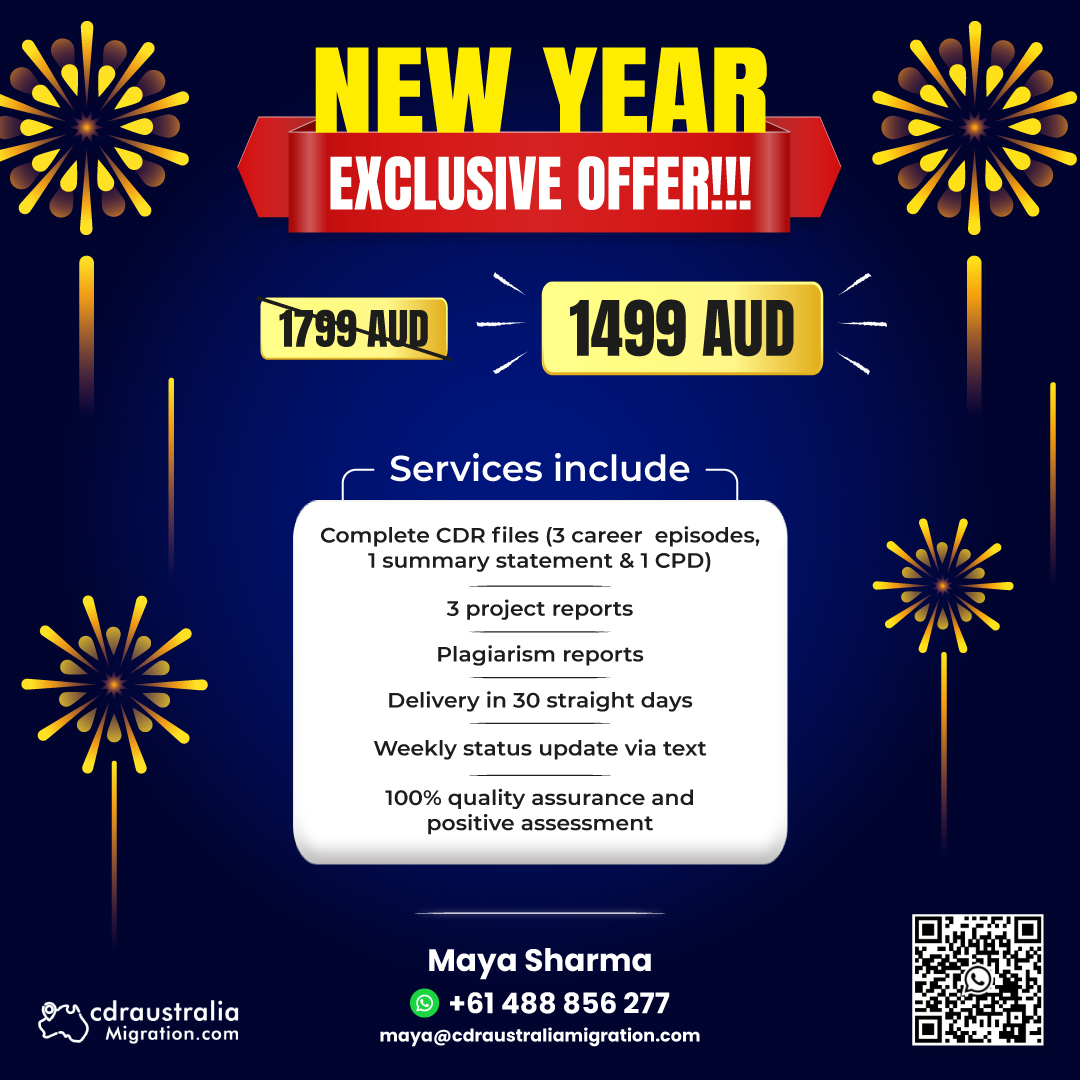 NEW YEAR
EXCLUSIVE OFFER!!!
1799 AUD
1499 AUD
Services include
Complete CDR files (3 career episodes,
1 summary statement & 1 CPD)
3 project reports
Plagiarism reports
Delivery in 30 straight days
Weekly status update via text
100% quality assurance and
positive assessment
Maya Sharma
+61 488 856 277
maya@cdraustraliamigration.com
cdraustralia
Migration.com